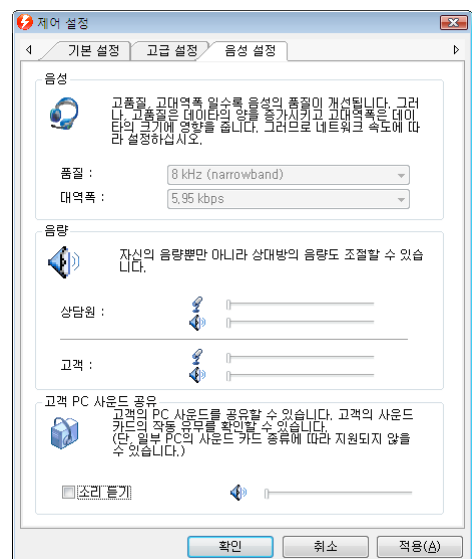 제어 설정
기본 설정 고급 설정 음성 설정
음성
고품질, 고대역폭 일수록 음성의 품질이 개선됩니다. 그러
나, 고품질은 데이타의 양을 증가시키고 고대역폭은 데이
타의 크기에 영향을 줍니다. 그러므로 네트워크 속도에 따
라 설정하십시오.
품질 : 8 kHz (narrowband)
대역폭 : 5,95 kbps
음량
자신의 음량뿐만 아니라 상대방의 음량도 조절할 수 있습
니다.
상담원 :
고객 :
고객 PC 사운드 공유
고객의 PC 사운드를 공유할 수 있습니다. 고객의 사운드
카드의 작동 유무를 확인할 수 있습니다.
(단, 일부 PC의 사운드 카드 종류에 따라 지원되지 않을
수 있습니다.)
소리 듣기
확인 취소 적용(A)